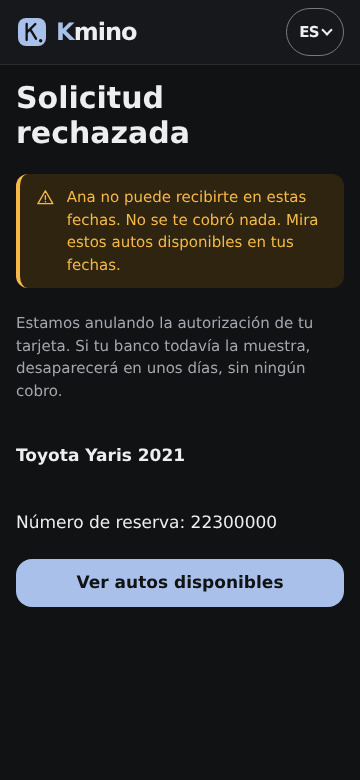 K. Kmino
ES
Solicitud
rechazada
Ana no puede recibirte en estas
fechas. No se te cobró nada. Mira
estos autos disponibles en tus
fechas.
Estamos anulando la autorización de tu
tarjeta. Si tu banco todavía la muestra,
desaparecerá en unos días, sin ningún
cobro.
Toyota Yaris 2021
Número de reserva: 22300000
Ver autos disponibles